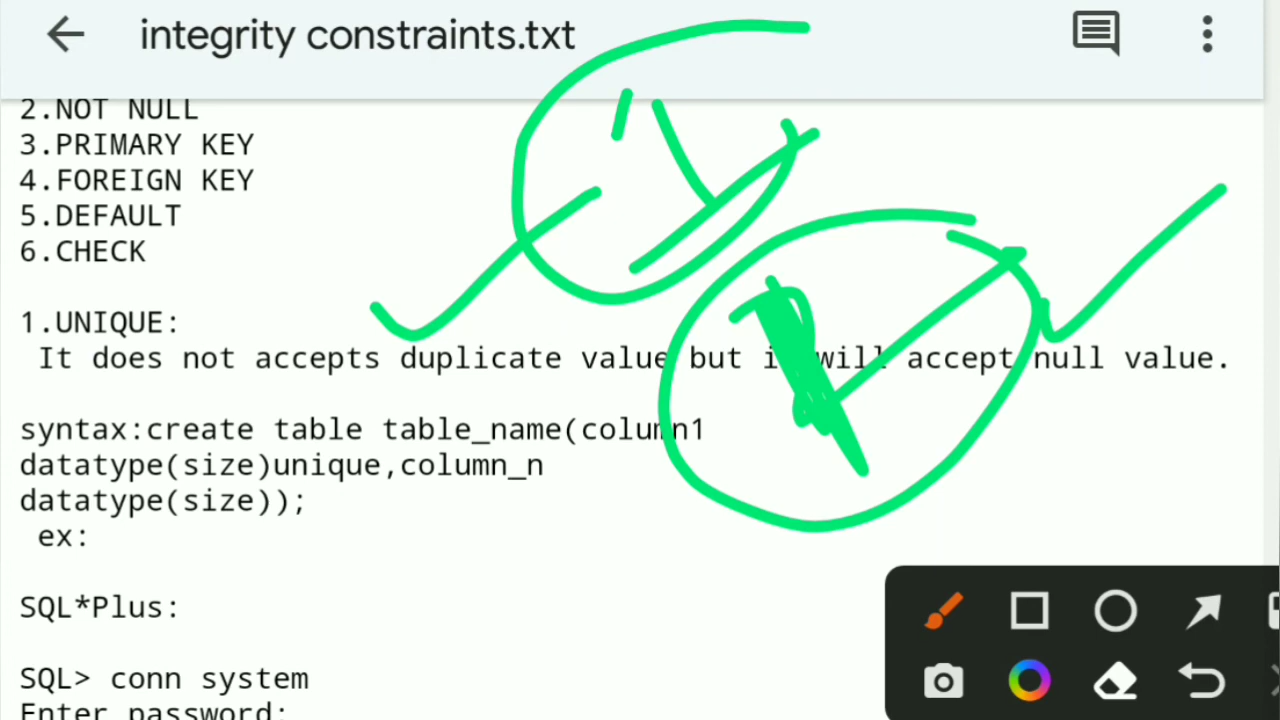 integrity constraints.txt
2.NOT NULL
3.PRIMARY KEY
4.FOREIGN KEY
5.DEFAULT
6.CHECK
1.UNIQUE:
It does not accepts duplicate value but it will accept null value.
syntax:create table table_name(column1
datatype(size)unique,column_n
datatype(size));
ex:
SQL*Plus:
SQL> conn system
Enter password: